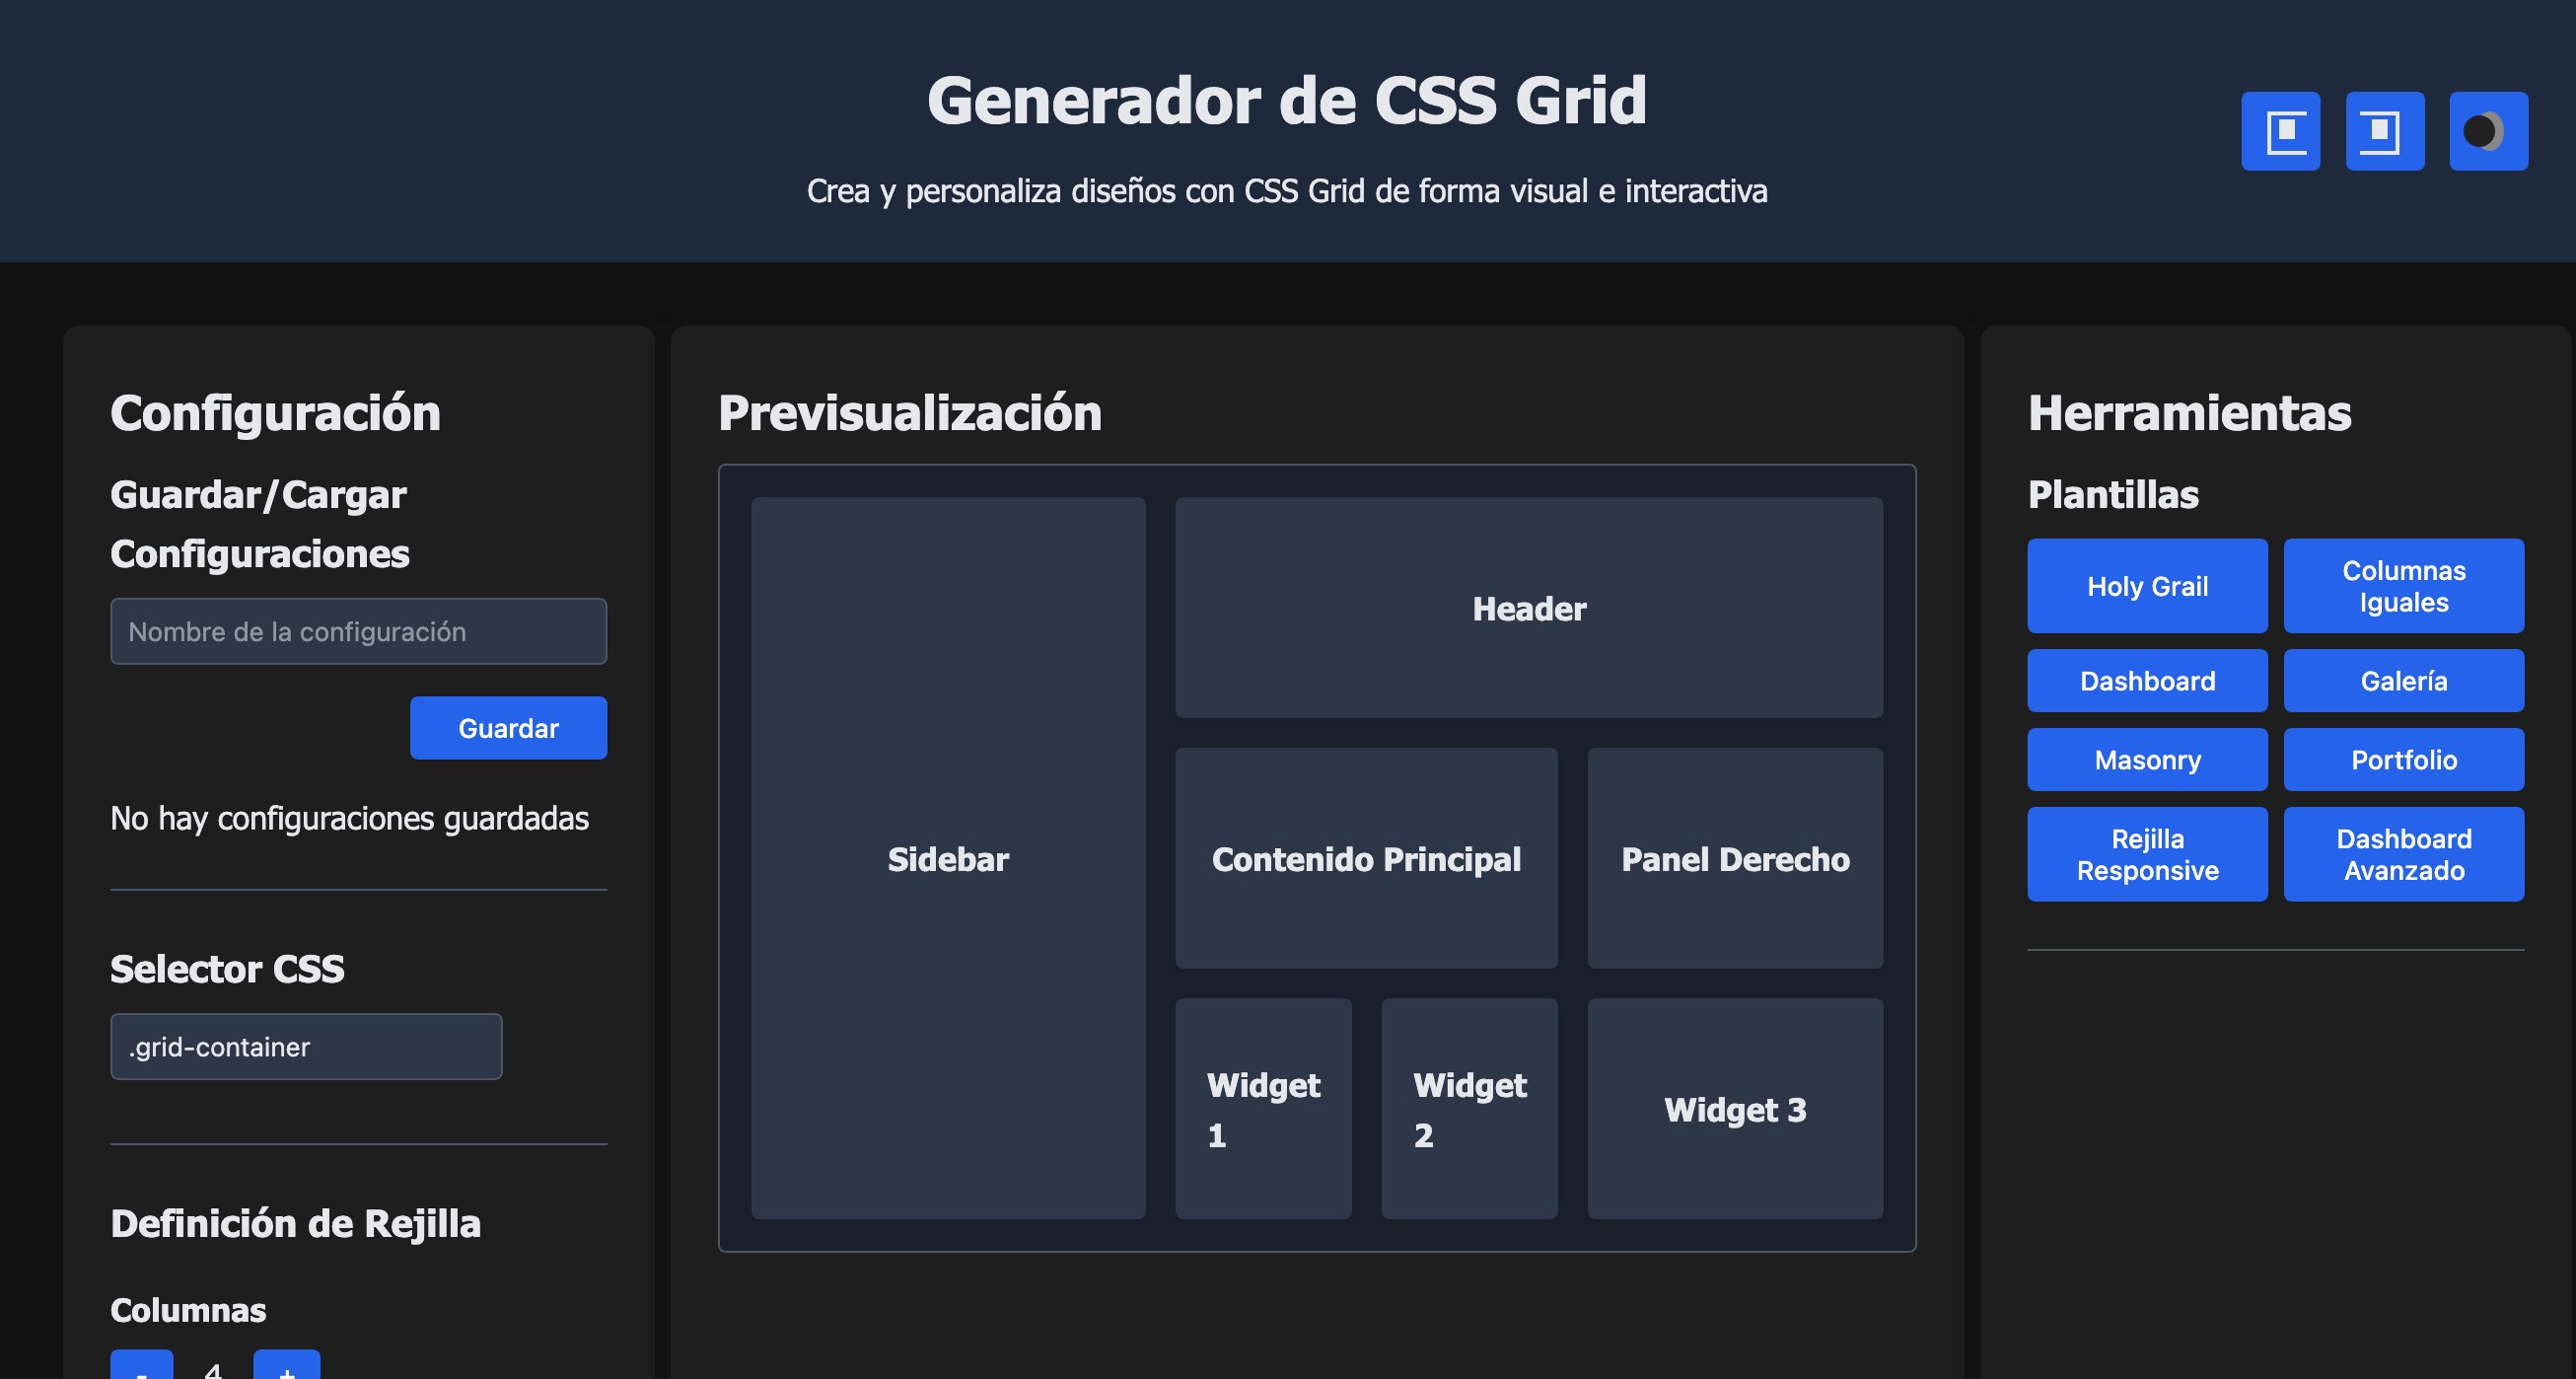 Generador de CSS Grid
Crea y personaliza diseños con CSS Grid de forma visual e interactiva
Configuración
Guardar/Cargar
Configuraciones
Nombre de la configuración
Guardar
No hay configuraciones guardadas
Selector CSS
.grid-container
Definición de Rejilla
Columnas
- 4 +
Previsualización
Sidebar
Header
Contenido Principal
Panel Derecho
Widget
1
Widget
2
Widget 3
Herramientas
Plantillas
Holy Grail
Columnas
Iguales
Dashboard
Galería
Masonry
Portfolio
Rejilla
Responsive
Dashboard
Avanzado